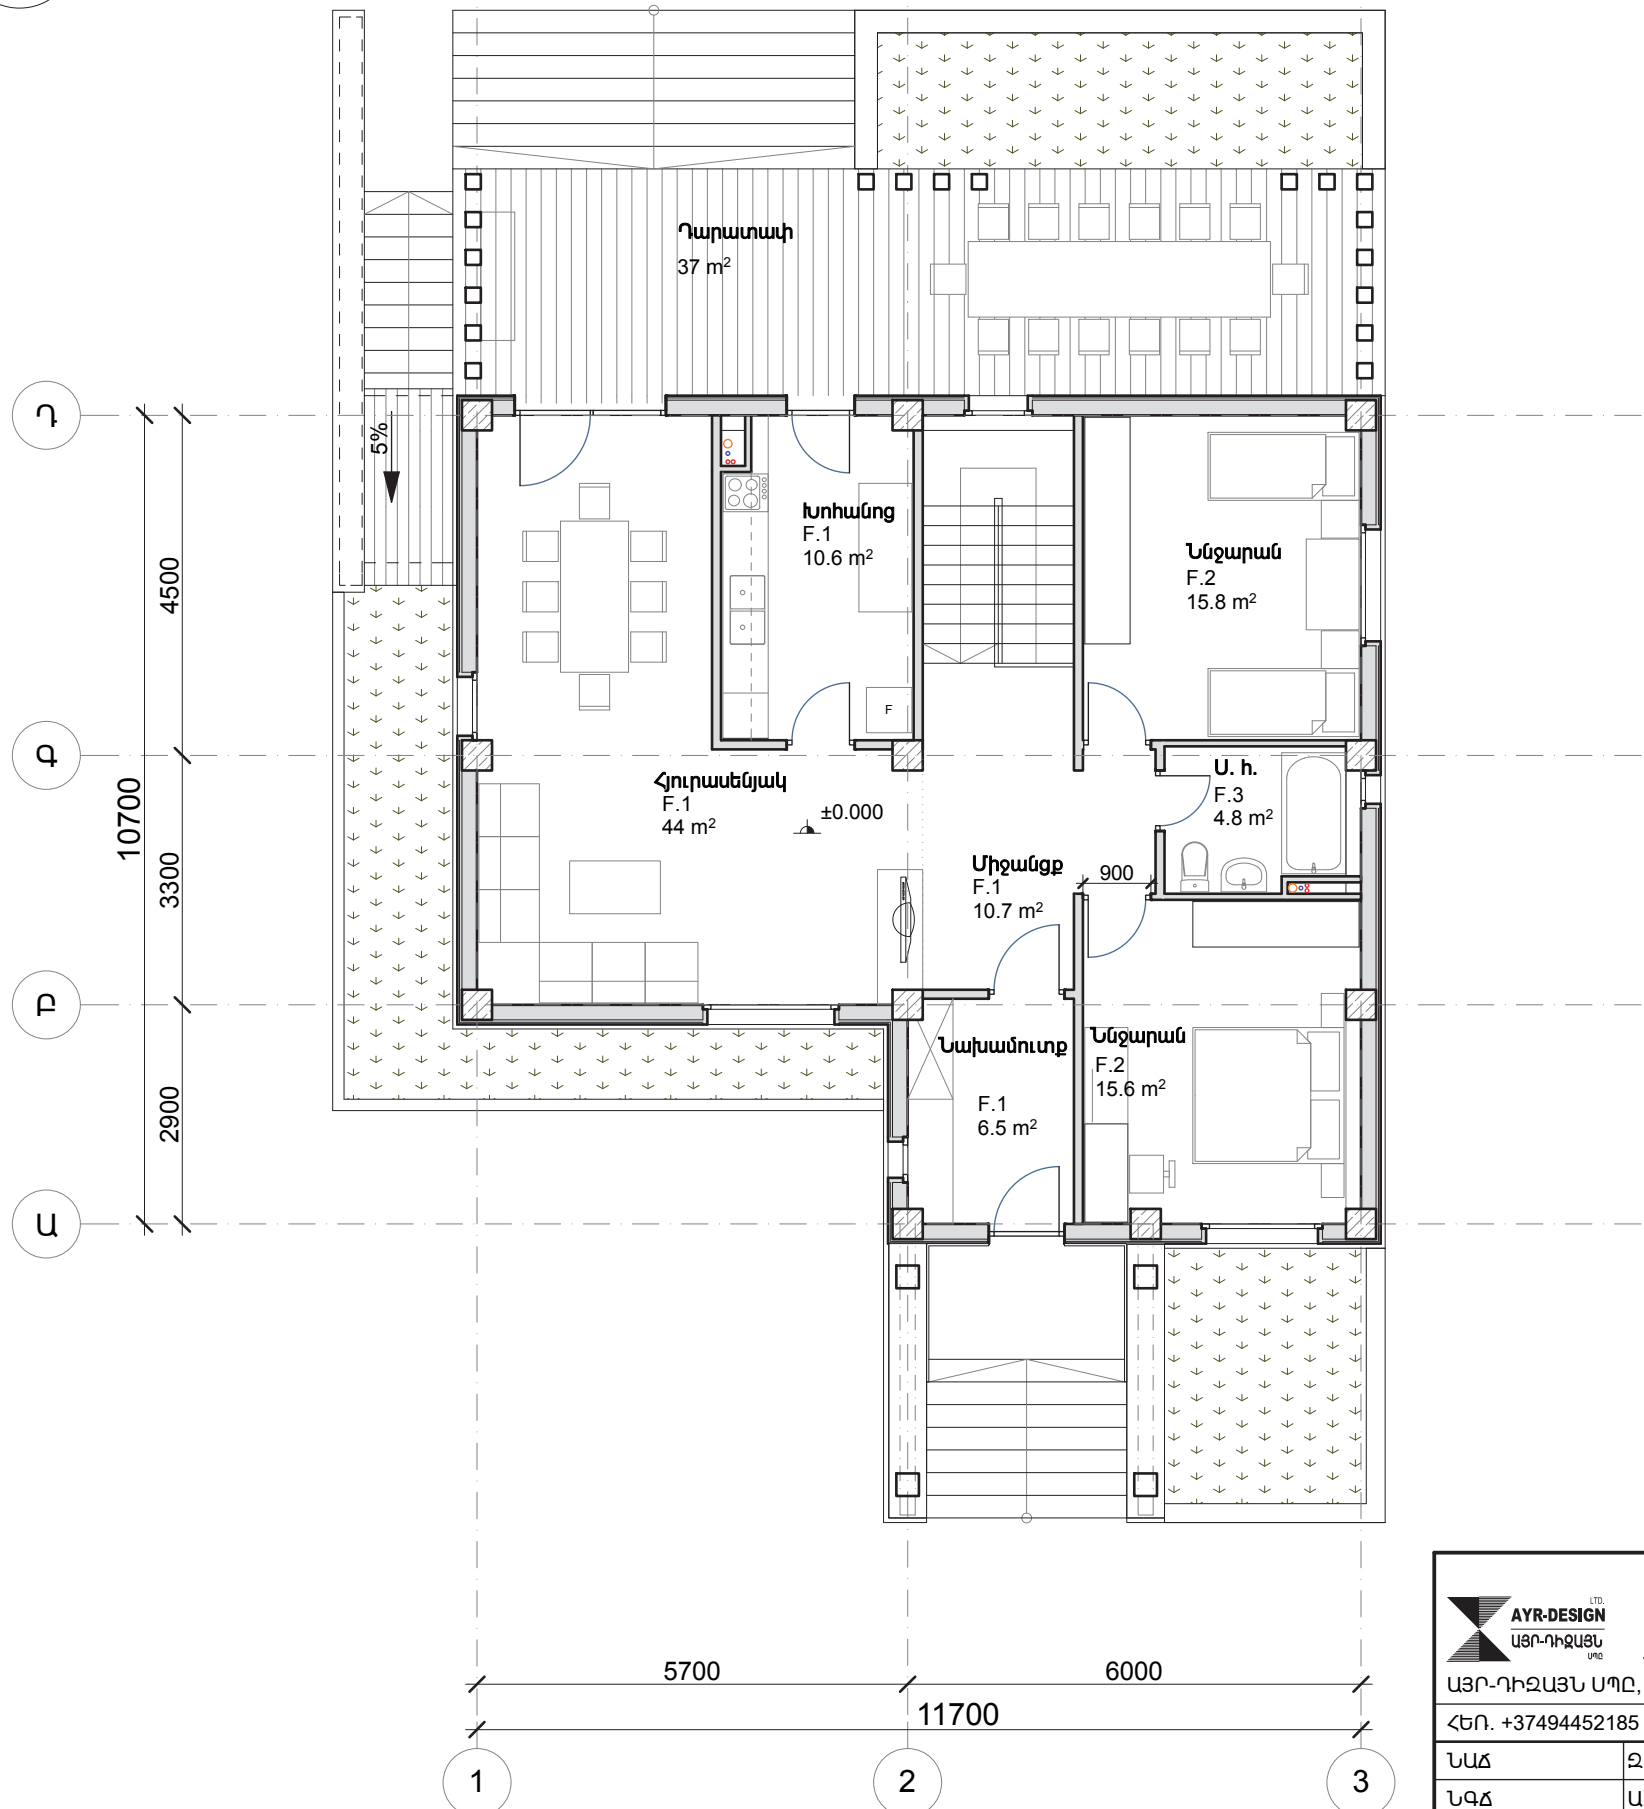 Դարատափ
37 m²
Դ
5%
Խոհանոց
F.1
10.6 m²
Ննջարան
F.2
15.8 m²
4500
F
Գ
Հյուրասենյակ
F.1
44 m²
±0.000
Ս. հ.
F.3
4.8 m²
10700
3300
Միջանցք
F.1
10.7 m²
900
Բ
Նախամուտք
F.1
6.5 m²
Ննջարան
F.2
15.6 m²
2900
Ա
5700
6000
11700
1
2
3
LTD.
AYR-DESIGN
ԱՅՐ-ԴԻԶԱՅՆ
ՍՊԸ
ԱՅՐ-ԴԻԶԱՅՆ ՍՊԸ,
ՀԵՌ. +37494452185
ՆԱՃ
Զ
ՆԳՃ
Ա